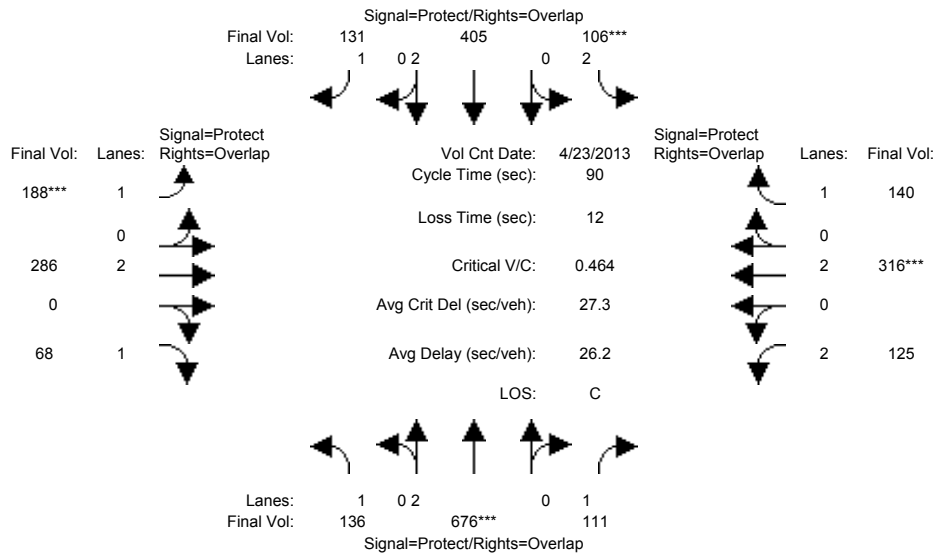 Signal=Protect/Rights=Overlap
Final Vol: 131 405 106***
Lanes: 1 0 2 0 2
Signal=Protect Signal=Protect
Final Vol: Lanes: Rights=Overlap Vol Cnt Date: 4/23/2013 Rights=Overlap Lanes: Final Vol:
Cycle Time (sec): 90
188*** 1 1 140
Loss Time (sec): 12
0 0
286 2 Critical V/C: 0.464 2 316***
0 0 Avg Crit Del (sec/veh): 27.3 0
68 1 Avg Delay (sec/veh): 26.2 2 125
LOS: C
Lanes: 1 0 2 0 1
Final Vol: 136 676*** 111
Signal=Protect/Rights=Overlap